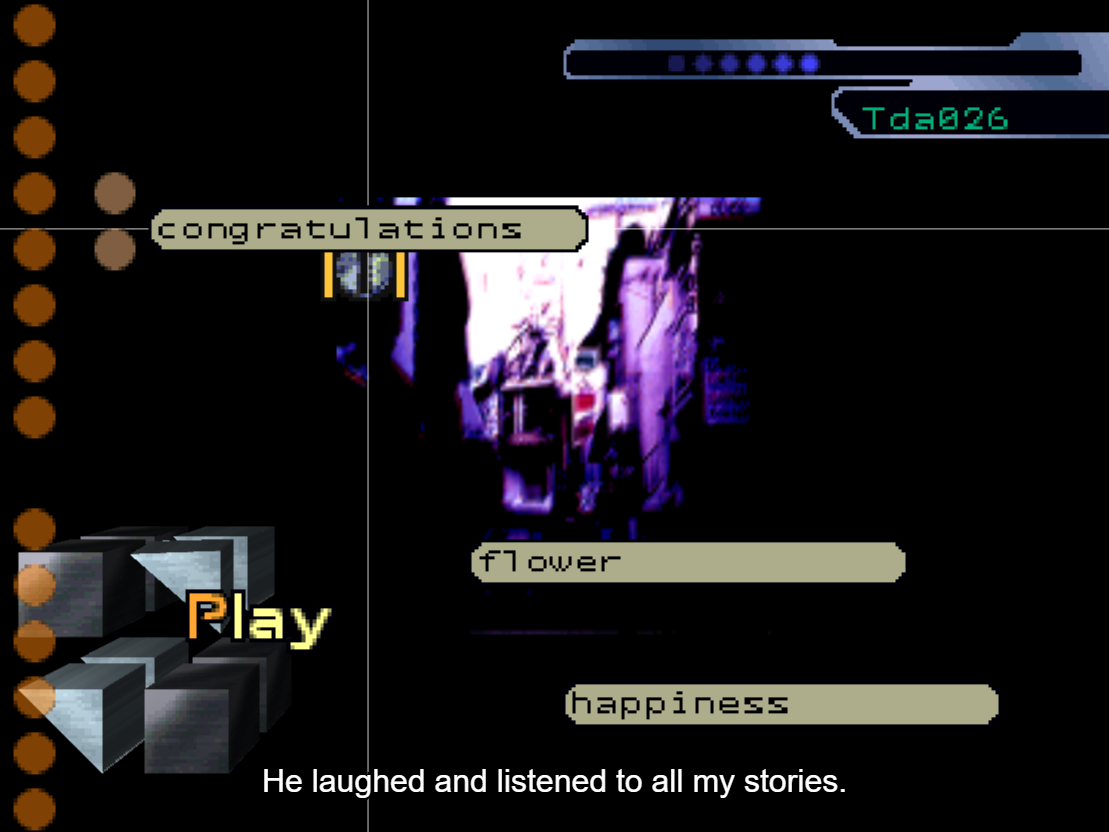 Tda026
congratulations
flower
Play
happiness
He laughed and listened to all my stories.